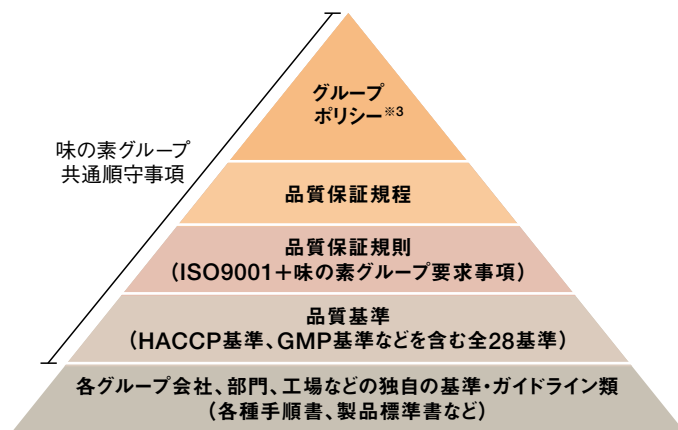 グループ
ポリシー※3
味の素グループ
共通順守事項
品質保証規程
品質保証規則
（ISO9001＋味の素グループ要求事項）
品質基準
（HACCP基準、GMP基準などを含む全28基準）
各グループ会社、部門、工場などの独自の基準・ガイドライン類
（各種手順書、製品標準書など）